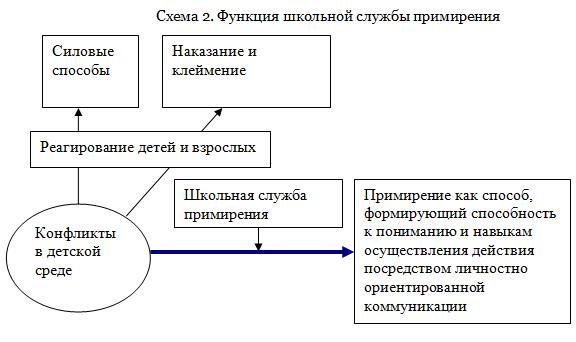 Схема 2. Функция школьной службы примирения
Силовые
способы
Наказание и
клеймение
Реагирование детей и взрослых
Школьная служба
примирения
Конфликты
в детской
среде
Примирение как способ,
формирующий способность
к пониманию и навыкам
осуществления действия
посредством личностно
ориентированной
коммуникации